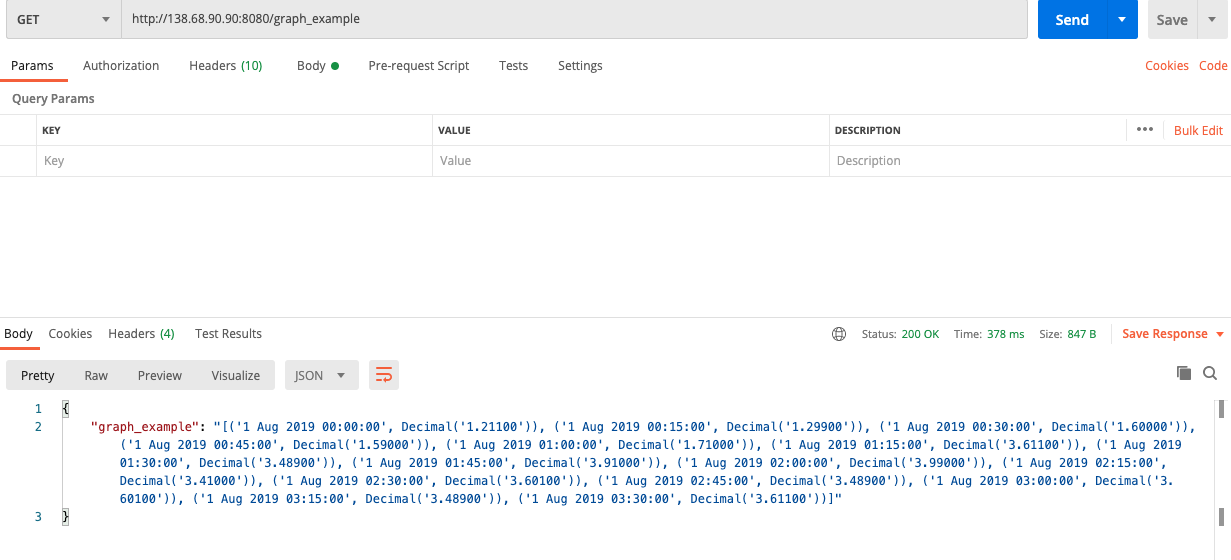 GET http://138.68.90.90:8080/graph_example Send Save
Params Authorization Headers (10) Body Pre-request Script Tests Settings Cookies Code
Query Params
KEY VALUE DESCRIPTION ••• Bulk Edit
Key Value Description
Body Cookies Headers (4) Test Results Status: 200 OK Time: 378 ms Size: 847 B Save Response
Pretty Raw Preview Visualize JSON
1 {
2 "graph_example": "[('1 Aug 2019 00:00:00', Decimal('1.21100')), ('1 Aug 2019 00:15:00', Decimal('1.29900')), ('1 Aug 2019 00:30:00', Decimal('1.60000')),
('1 Aug 2019 00:45:00', Decimal('1.59000')), ('1 Aug 2019 01:00:00', Decimal('1.71000')), ('1 Aug 2019 01:15:00', Decimal('3.61100')), ('1 Aug 2019
01:30:00', Decimal('3.48900')), ('1 Aug 2019 01:45:00', Decimal('3.91000')), ('1 Aug 2019 02:00:00', Decimal('3.99000')), ('1 Aug 2019 02:15:00',
Decimal('3.41000')), ('1 Aug 2019 02:30:00', Decimal('3.60100')), ('1 Aug 2019 02:45:00', Decimal('3.48900')), ('1 Aug 2019 03:00:00', Decimal('3.
60100')), ('1 Aug 2019 03:15:00', Decimal('3.48900')), ('1 Aug 2019 03:30:00', Decimal('3.61100'))]"
3 }